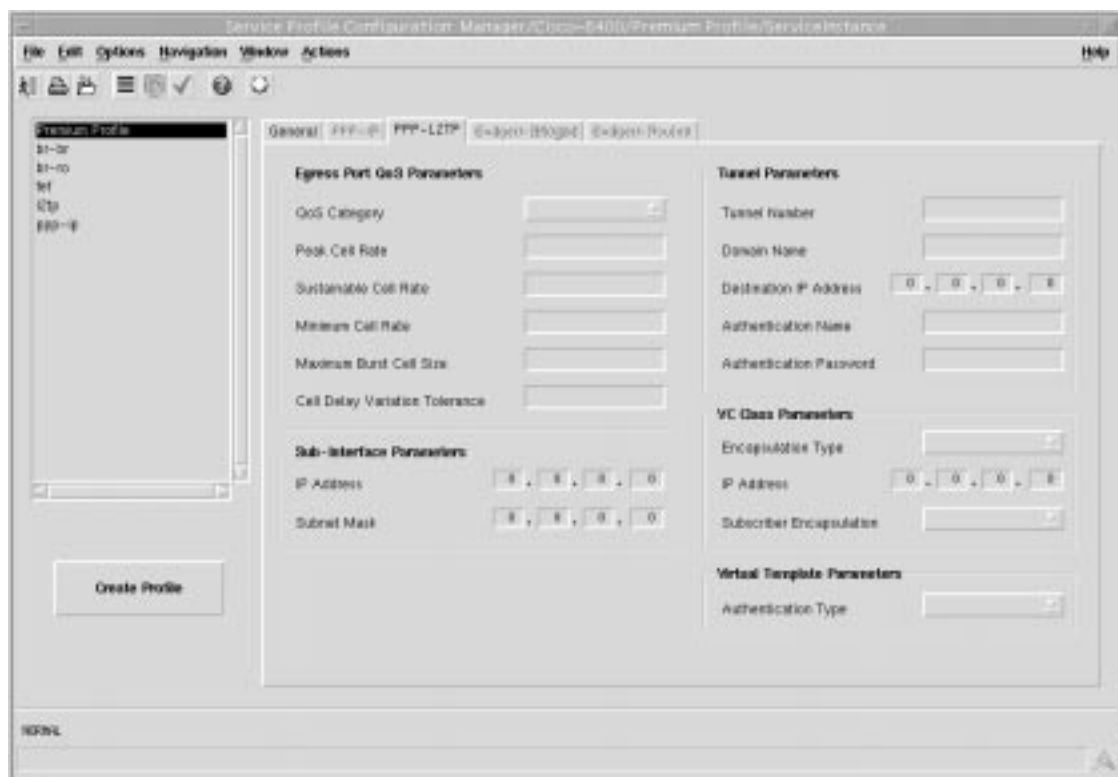 Service Profile Configuration Manager/Cisco-6400/Premium Profile/ServiceInstance
File Edit Options Navigation Window Actions Help
Premium Profile
br-br
br-ro
l2tp
ppp-ip
General PPP-IP PPP-L2TP Bridged Routed
Egress Port QoS Parameters
QoS Category
Peak Cell Rate
Sustainable Cell Rate
Minimum Cell Rate
Maximum Burst Cell Size
Cell Delay Variation Tolerance
Sub-Interface Parameters
IP Address 0 . 0 . 0 . 0
Subnet Mask 0 . 0 . 0 . 0
Create Profile
Tunnel Parameters
Tunnel Number
Domain Name
Destination IP Address 0 . 0 . 0 . 0
Authentication Name
Authentication Password
VC Class Parameters
Encapsulation Type
IP Address 0 . 0 . 0 . 0
Subscriber Encapsulation
Virtual Template Parameters
Authentication Type
NORMAL